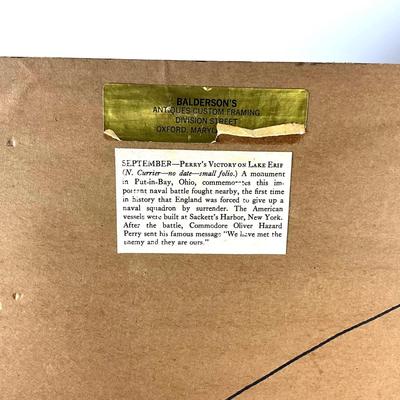 BALDERSON'S
ANTIQUES CUSTOM FRAMING
DIVISION STREET
OXFORD, MARYL
SEPTEMBER—PERRY'S VICTORY ON LAKE ERIE
(N. Currier—no date—small folio.) A monument
in Put-in-Bay, Ohio, commemorates this im-
portant naval battle fought nearby, the first time
in history that England was forced to give up a
naval squadron by surrender. The American
vessels were built at Sackett's Harbor, New York.
After the battle, Commodore Oliver Hazard
Perry sent his famous message "We have met the
enemy and they are ours."